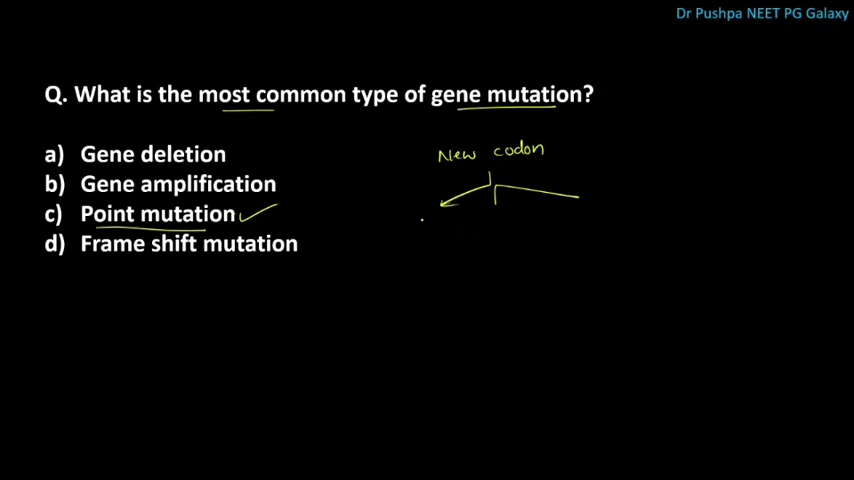 Dr Pushpa NEET PG Galaxy
Q. What is the most common type of gene mutation?
a) Gene deletion
b) Gene amplification
c) Point mutation
d) Frame shift mutation
New codon